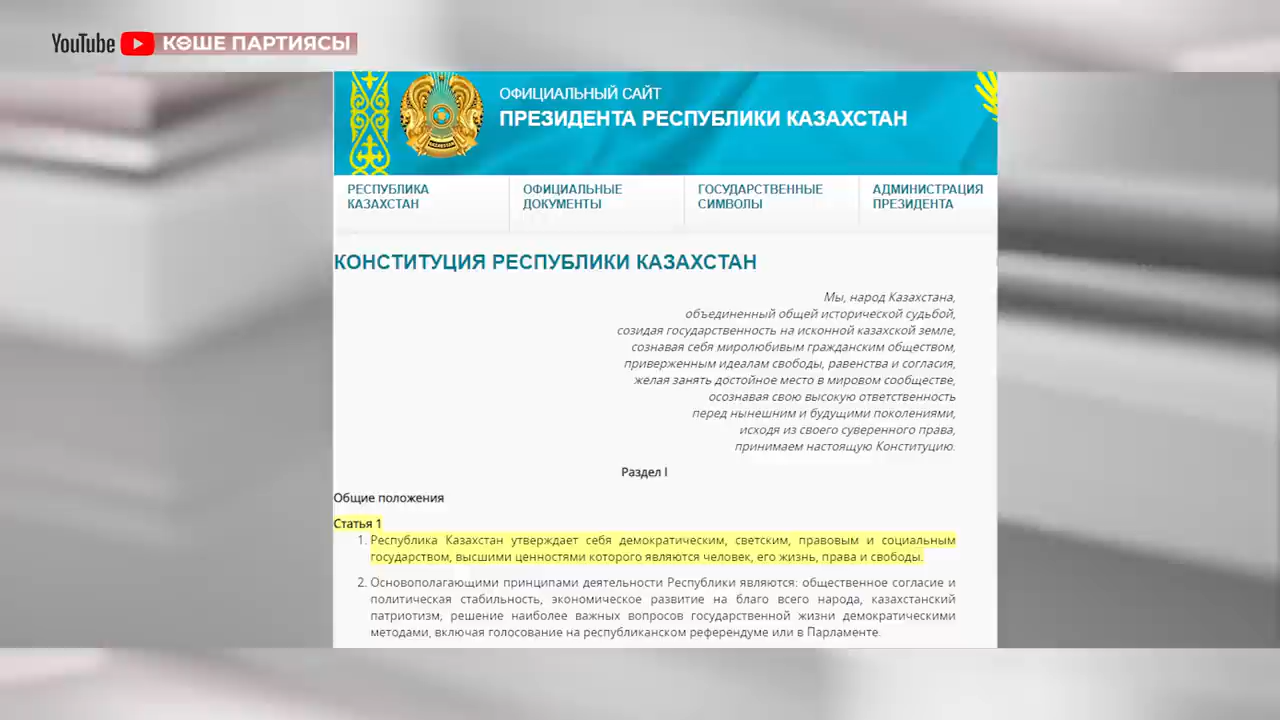 YouTube КӨШЕ ПАРТИЯСЫ
ОФИЦИАЛЬНЫЙ САЙТ
ПРЕЗИДЕНТА РЕСПУБЛИКИ КАЗАХСТАН
РЕСПУБЛИКА
КАЗАХСТАН
ОФИЦИАЛЬНЫЕ
ДОКУМЕНТЫ
ГОСУДАРСТВЕННЫЕ
СИМВОЛЫ
АДМИНИСТРАЦИЯ
ПРЕЗИДЕНТА
КОНСТИТУЦИЯ РЕСПУБЛИКИ КАЗАХСТАН
Мы, народ Казахстана,
объединенный общей исторической судьбой,
созидая государственность на исконной казахской земле,
сознавая себя миролюбивым гражданским обществом,
приверженным идеалам свободы, равенства и согласия,
желая занять достойное место в мировом сообществе,
осознавая свою высокую ответственность
перед нынешним и будущими поколениями,
исходя из своего суверенного права,
принимаем настоящую Конституцию.
Раздел I
Общие положения
Статья 1
1. Республика Казахстан утверждает себя демократическим, светским, правовым и социальным
государством, высшими ценностями которого являются человек, его жизнь, права и свободы.
2. Основополагающими принципами деятельности Республики являются: общественное согласие и
политическая стабильность, экономическое развитие на благо всего народа, казахстанский
патриотизм, решение наиболее важных вопросов государственной жизни демократическими
методами, включая голосование на республиканском референдуме или в Парламенте.